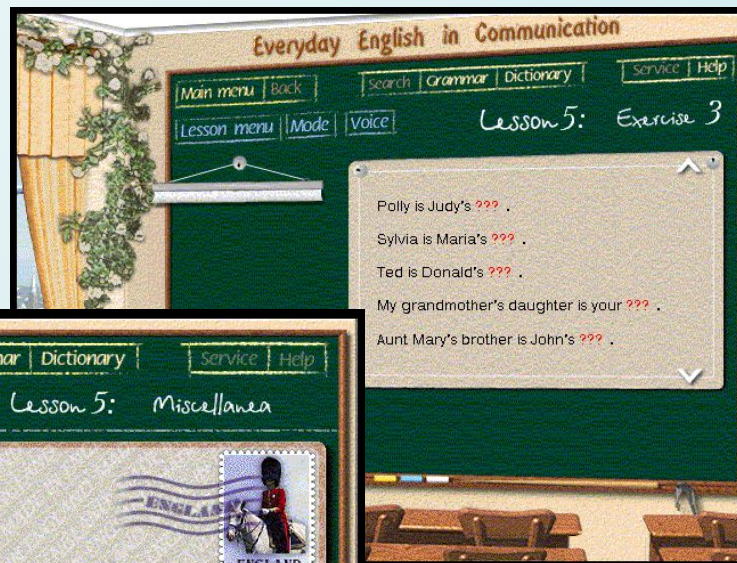 Everyday English in Communication
Main menu Back Search Grammar Dictionary Service Help
Lesson menu Mode Voice Lesson 5: Exercise 3
Polly is Judy's ??? .
Sylvia is Maria's ??? .
Ted is Donald's ??? .
My grandmother's daughter is your ??? .
Aunt Mary's brother is John's ??? .
Dictionary Service Help
Lesson 5: Miscellanea
ENGLAND
ENGLAND